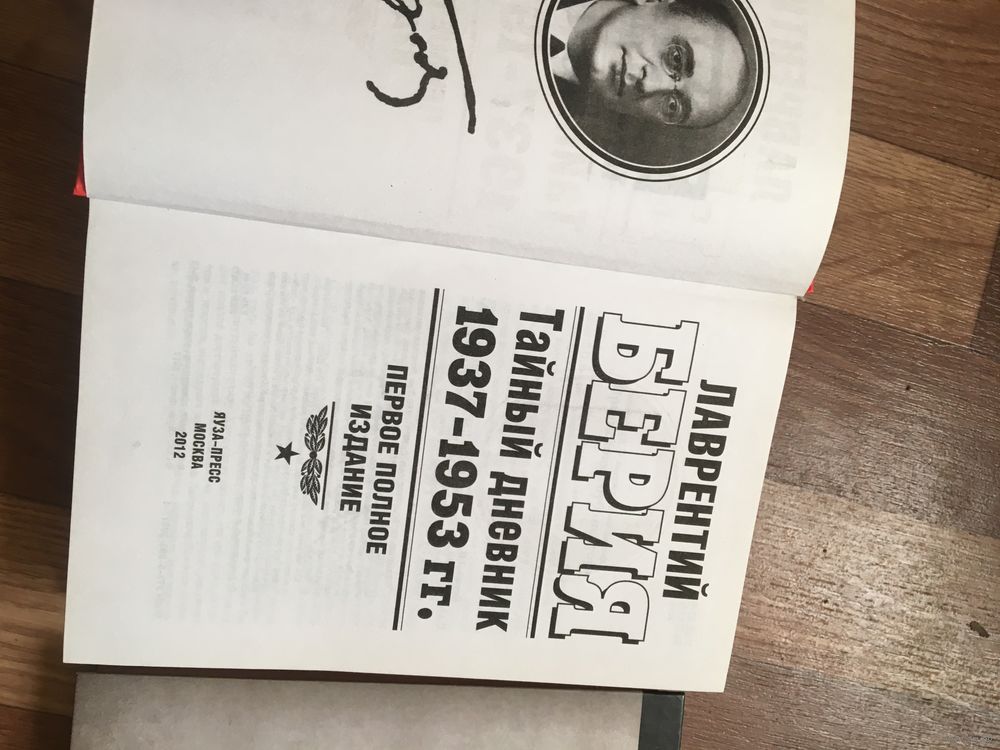 ЛАВРЕНТИЙ
БЕРИЯ
Тайный дневник
1937-1953 гг.
ПЕРВОЕ ПОЛНОЕ
ИЗДАНИЕ
ЯУЗА-ПРЕСС
МОСКВА
2012